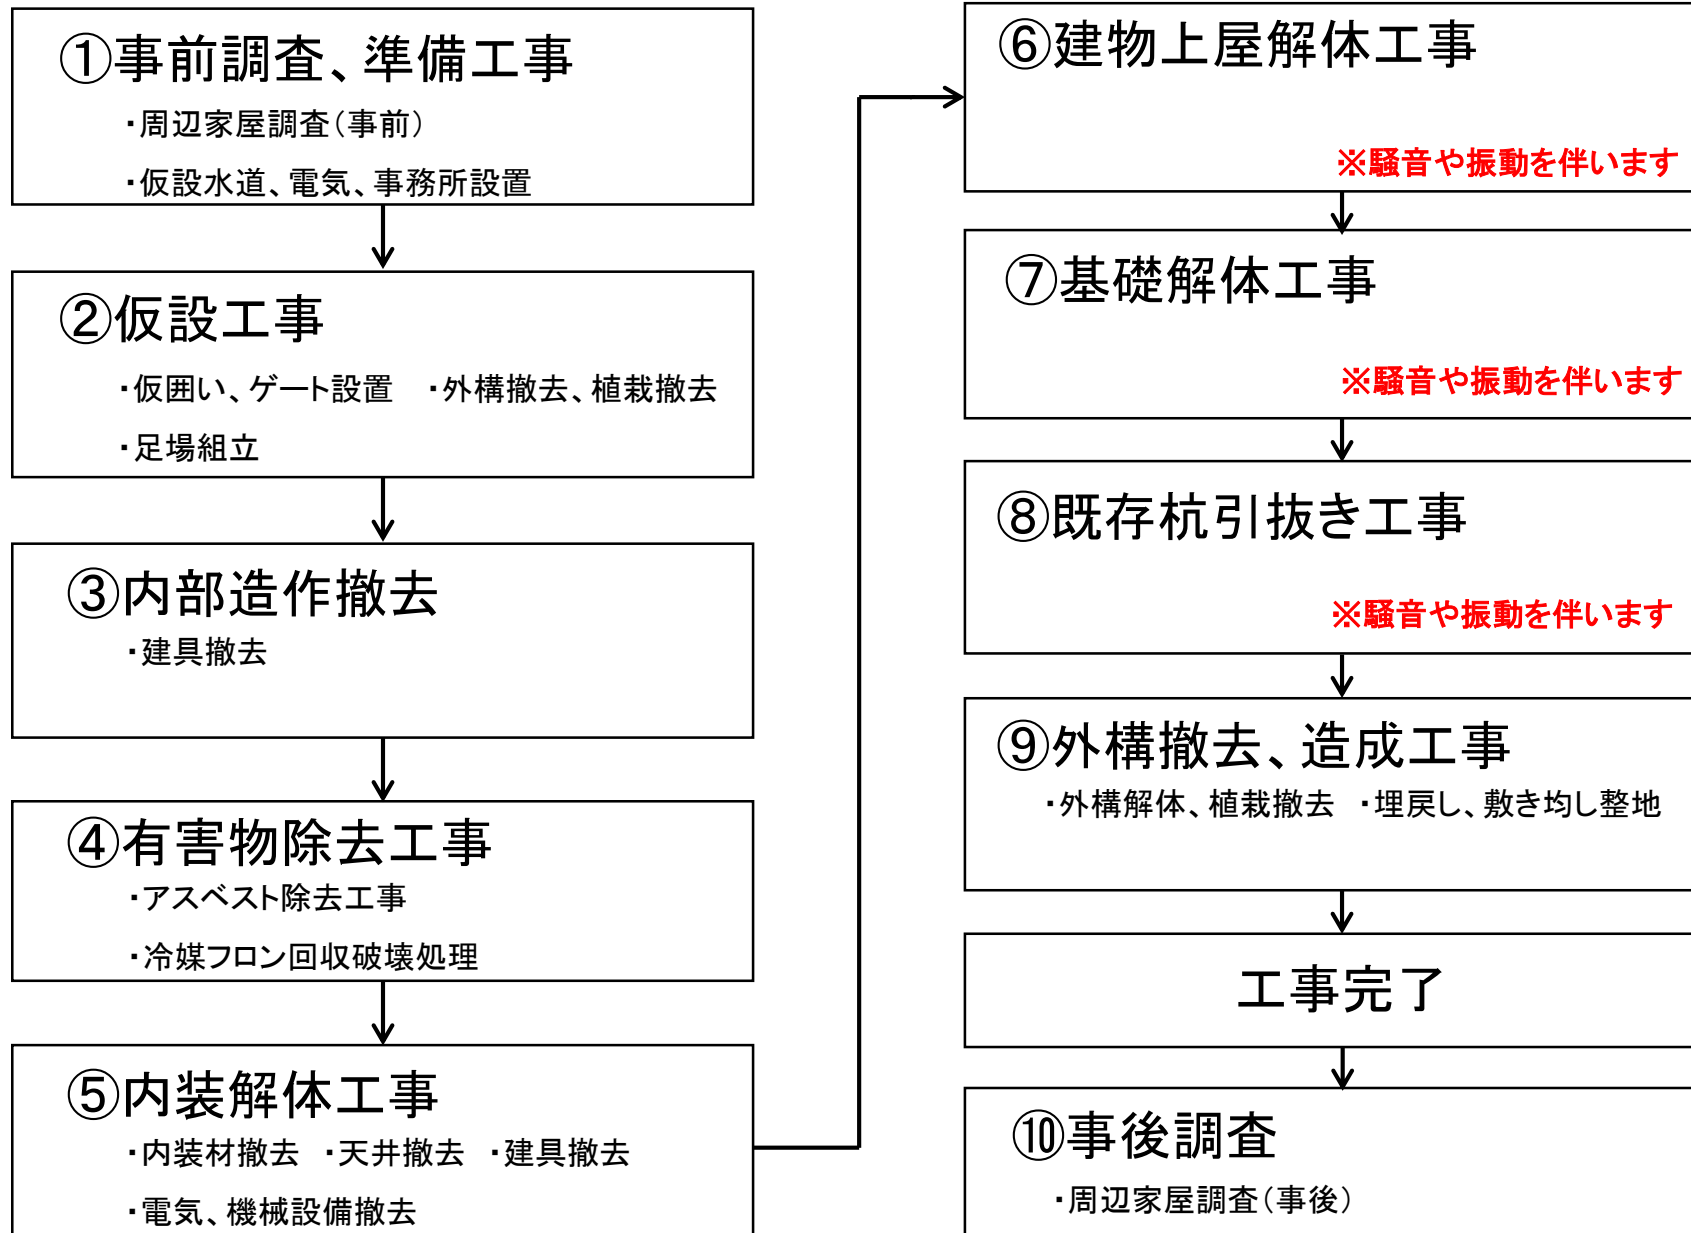 ①事前調査、準備工事
・周辺家屋調査（事前）
・仮設水道、電気、事務所設置
②仮設工事
・仮囲い、ゲート設置　・外構撤去、植栽撤去
・足場組立
③内部造作撤去
・建具撤去
④有害物除去工事
・アスベスト除去工事
・冷媒フロン回収破壊処理
⑤内装解体工事
・内装材撤去　・天井撤去　・建具撤去
・電気、機械設備撤去
⑥建物上屋解体工事
※騒音や振動を伴います
⑦基礎解体工事
※騒音や振動を伴います
⑧既存杭引抜き工事
※騒音や振動を伴います
⑨外構撤去、造成工事
・外構解体、植栽撤去　・埋戻し、敷き均し整地
工事完了
⑩事後調査
・周辺家屋調査（事後）